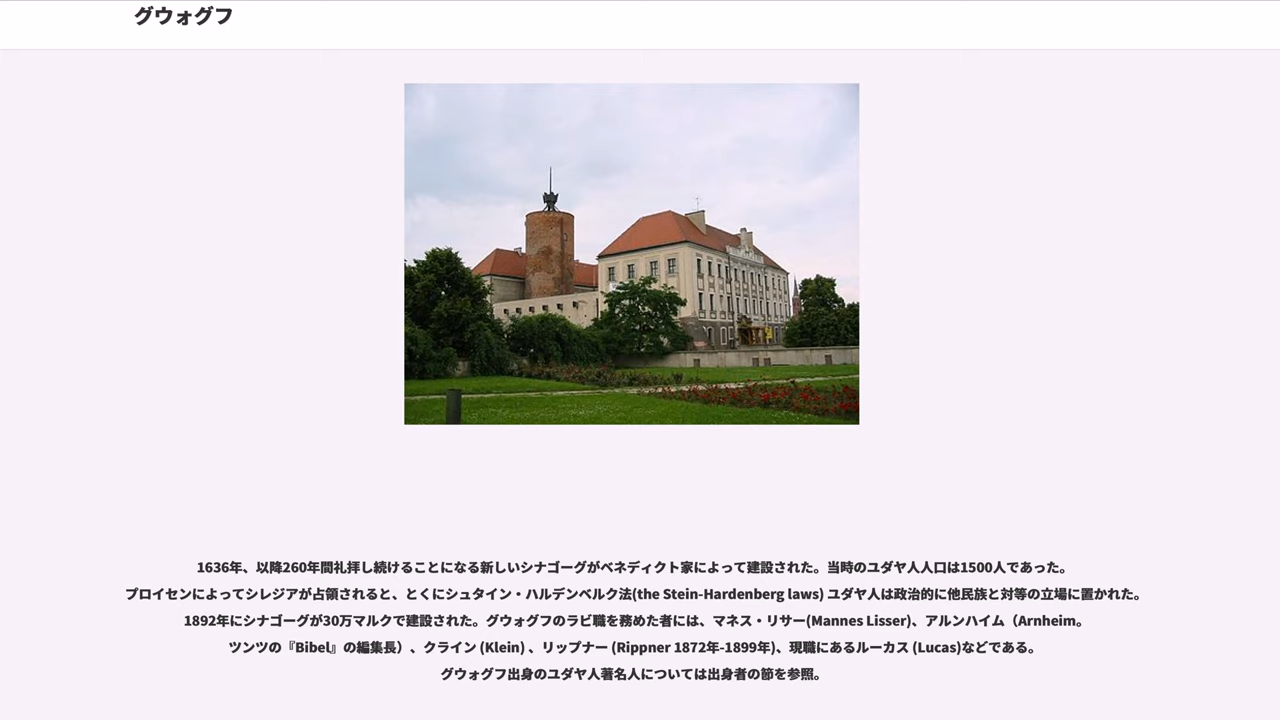 グウォグフ
1636年、以降260年間礼拝し続けることになる新しいシナゴーグがベネディクト家によって建設された。当時のユダヤ人人口は1500人であった。
プロイセンによってシレジアが占領されると、とくにシュタイン・ハルデンベルク法(the Stein-Hardenberg laws) ユダヤ人は政治的に他民族と対等の立場に置かれた。
1892年にシナゴーグが30万マルクで建設された。グウォグフのラビ職を務めた者には、マネス・リサー(Mannes Lisser)、アルンハイム（Arnheim。
ツンツの『Bibel』の編集長）、クライン (Klein) 、リップナー (Rippner 1872年-1899年)、現職にあるルーカス (Lucas)などである。
グウォグフ出身のユダヤ人著名人については出身者の節を参照。